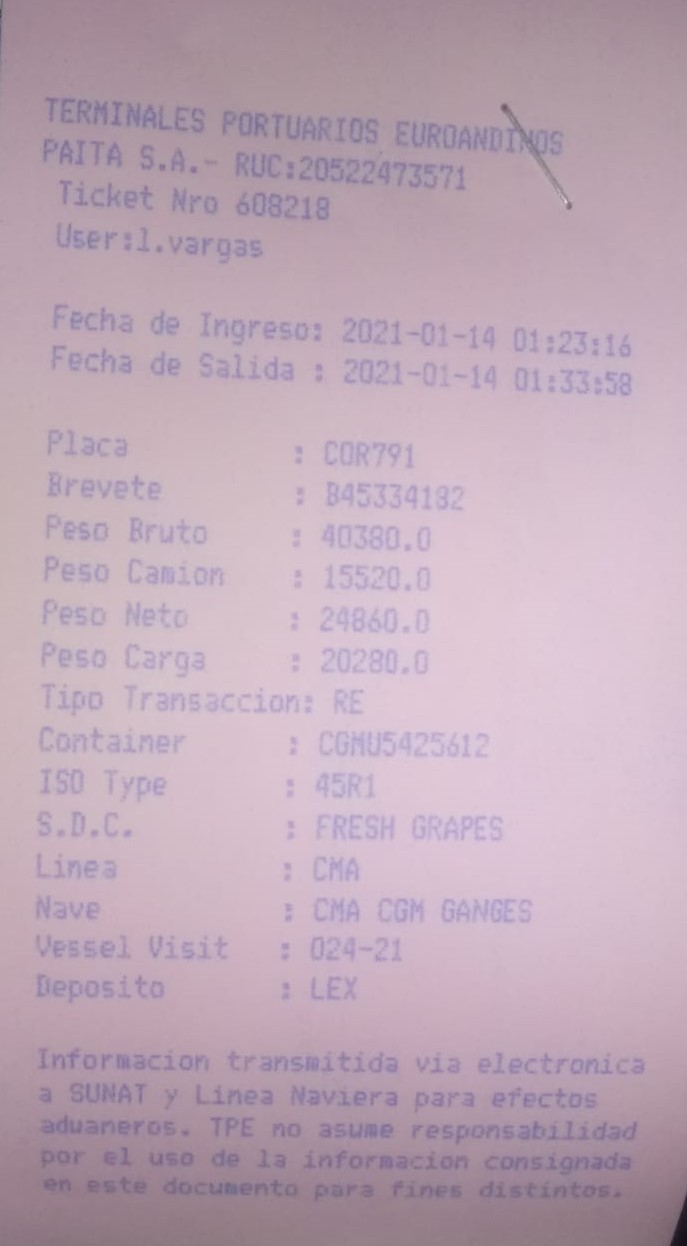 TERMINALES PORTUARIOS EUROANDINOS
PAITA S.A.- RUC:20522473571
Ticket Nro 608218
User:l.vargas
Fecha de Ingreso: 2021-01-14 01:23:16
Fecha de Salida : 2021-01-14 01:33:58
Placa : COR791
Brevete : B45334182
Peso Bruto : 40380.0
Peso Camion : 15520.0
Peso Neto : 24860.0
Peso Carga : 20280.0
Tipo Transaccion: RE
Container : CGMU5425612
ISO Type : 45R1
S.D.C. : FRESH GRAPES
Linea : CMA
Nave : CMA CGM GANGES
Vessel Visit : 024-21
Deposito : LEX
Informacion transmitida via electronica
a SUNAT y Linea Naviera para efectos
aduaneros. TPE no asume responsabilidad
por el uso de la informacion consignada
en este documento para fines distintos.